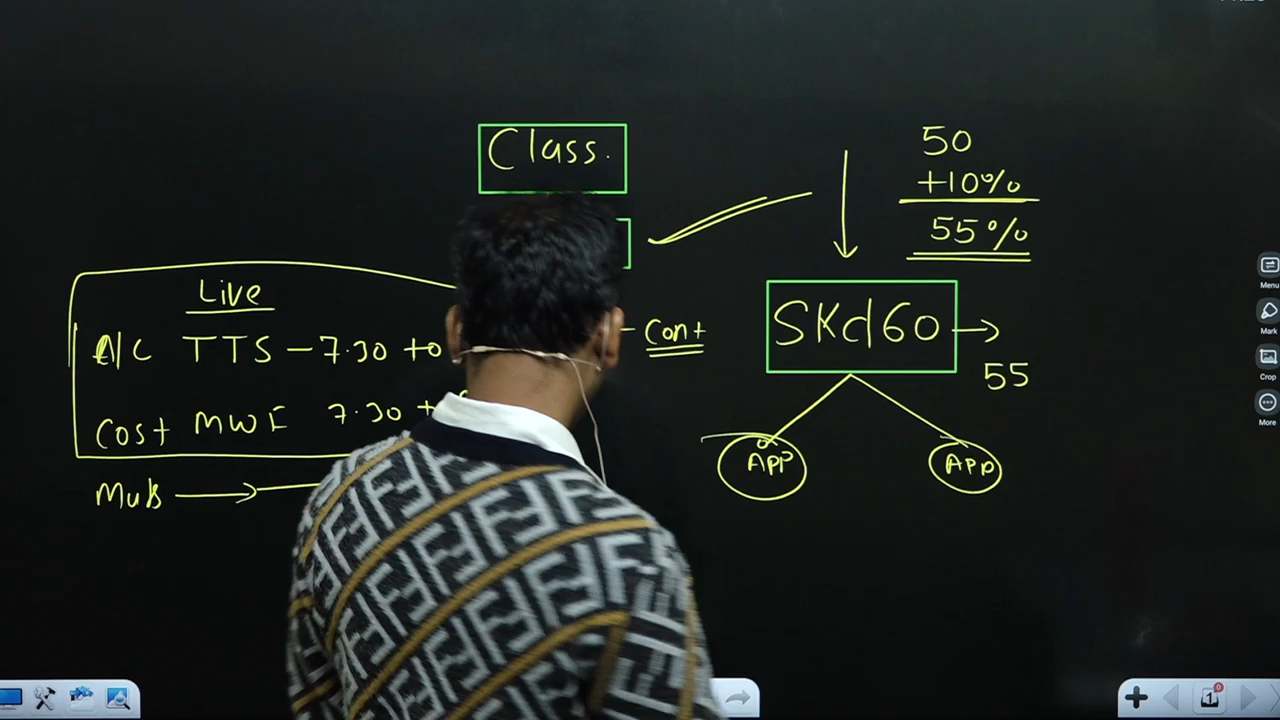 Class.
50
+10%
55%
Live
A/C TTS - 7.30 to
Cont
SKd60
55
Cost MWF 7.30
APP
APP
Menu
Mark
Crop
More
1